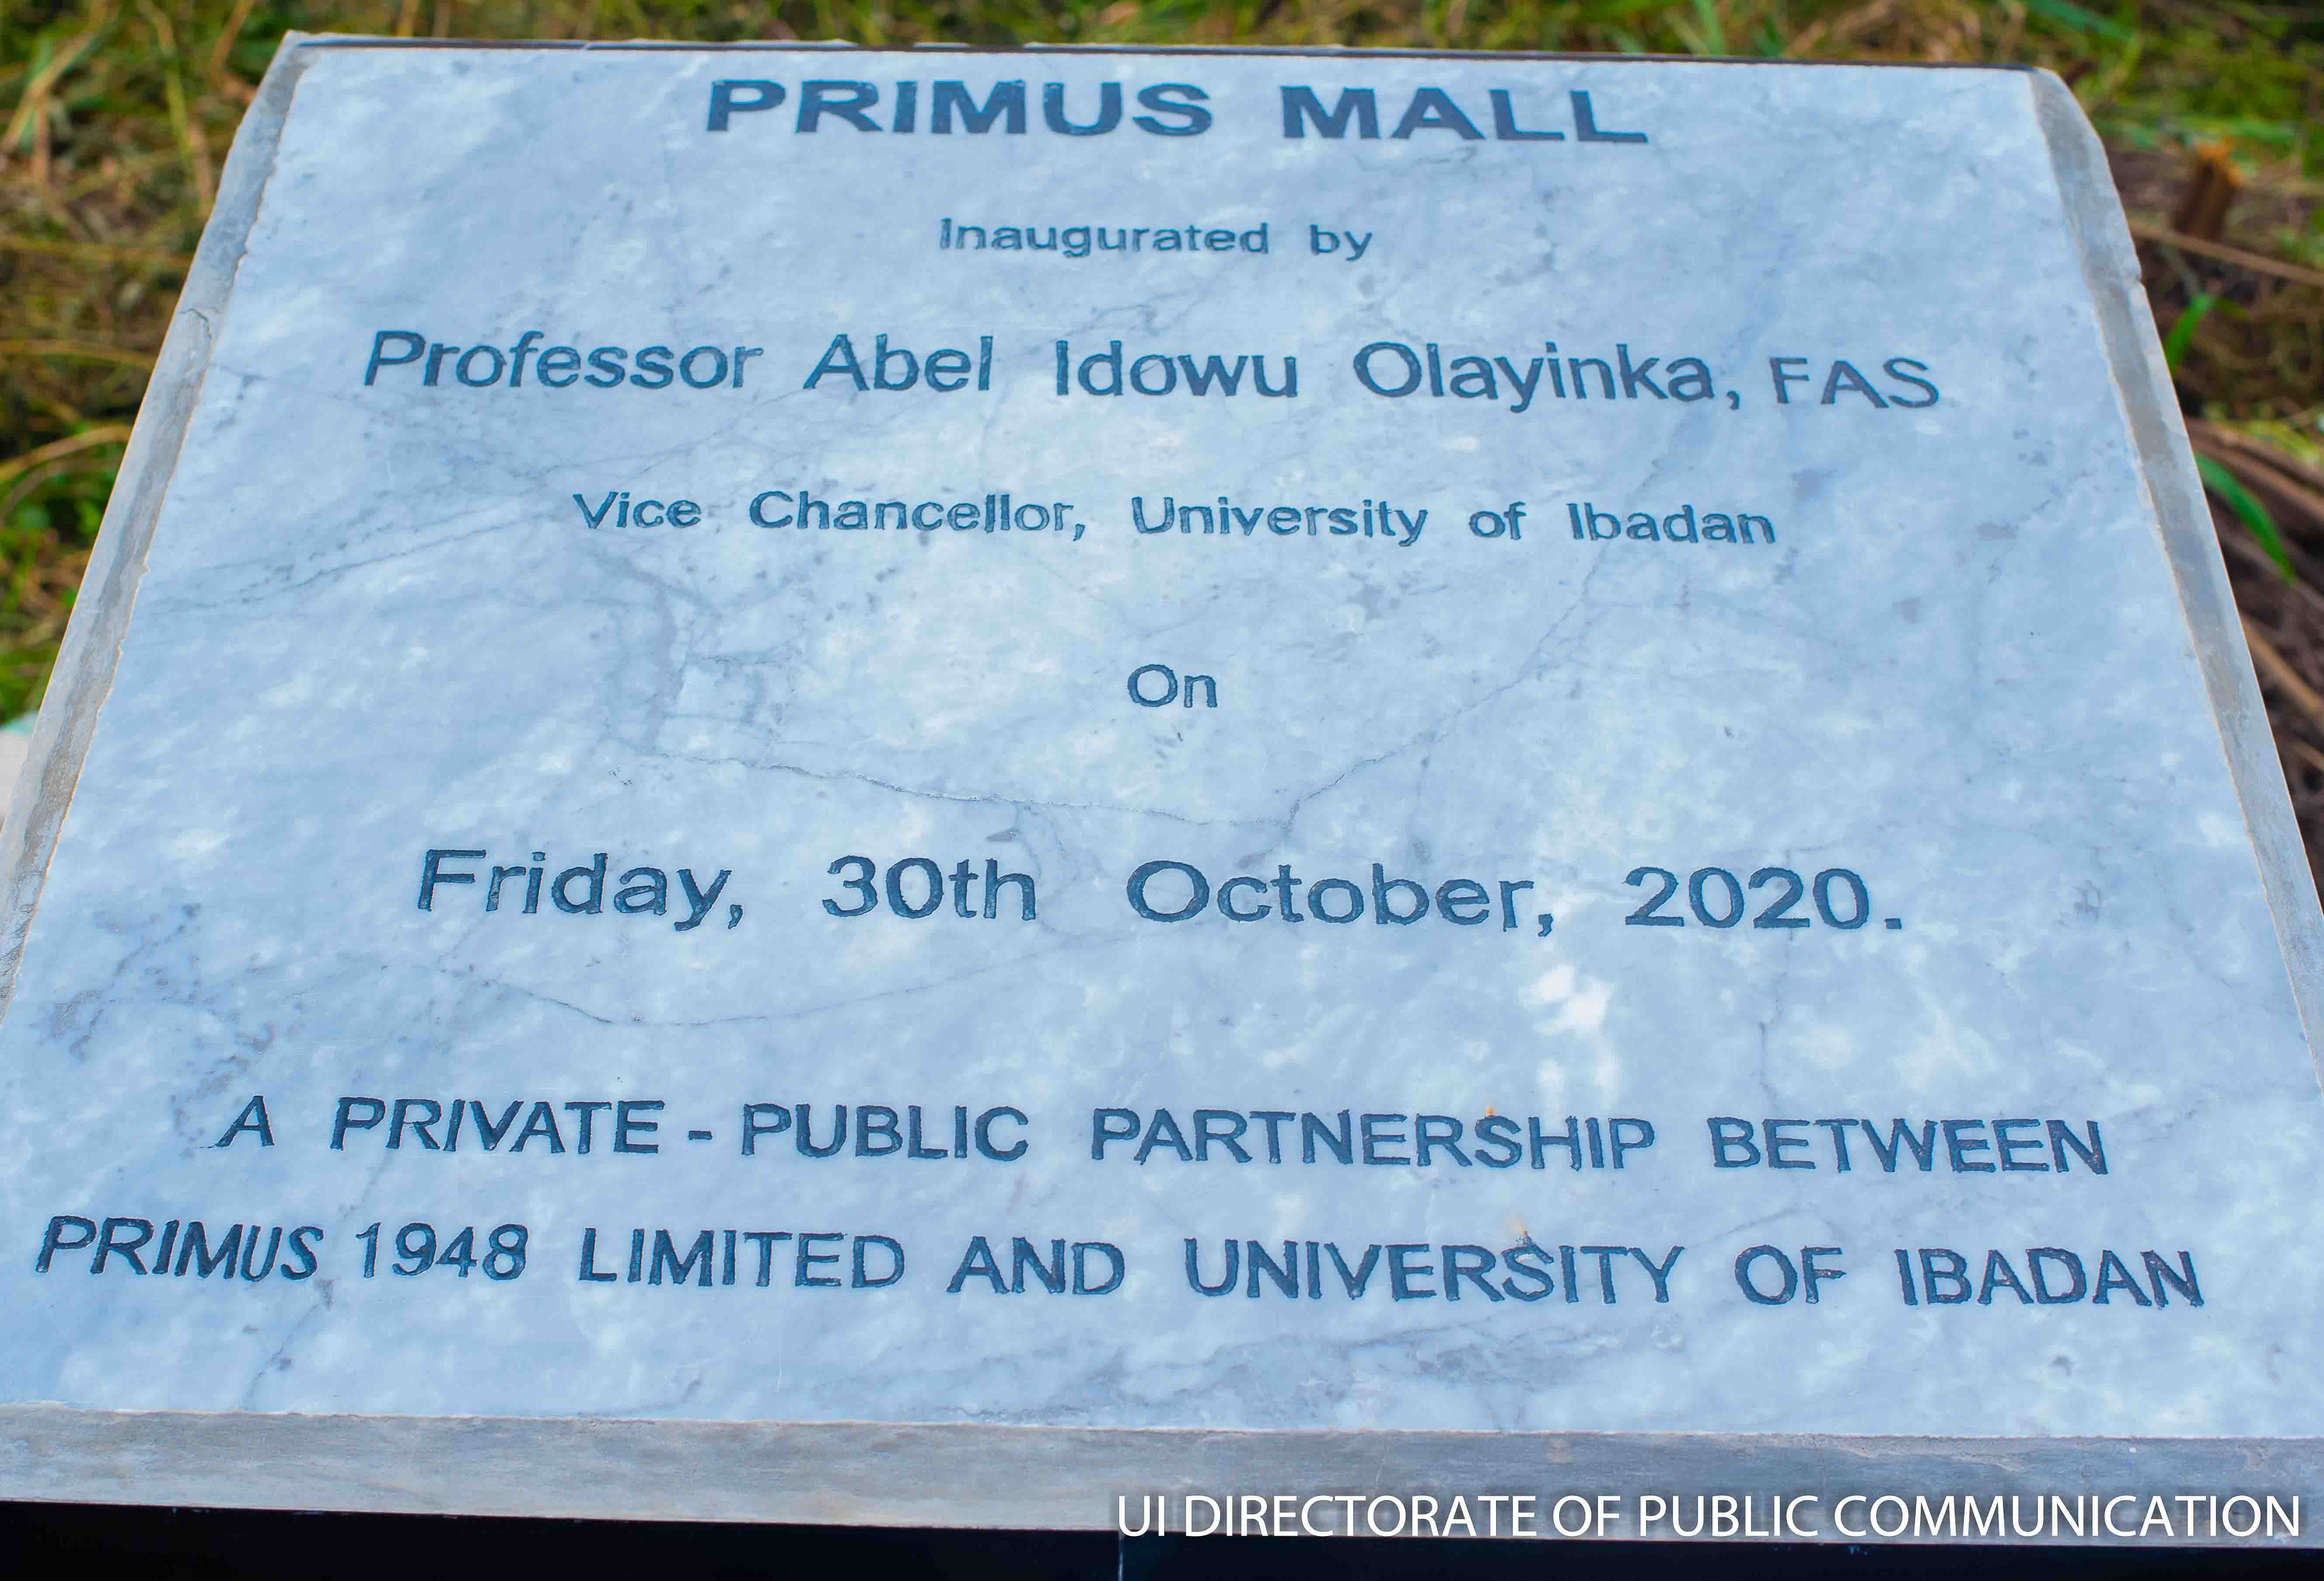 PRIMUS MALL
Inaugurated by
Professor Abel Idowu Olayinka, FAS
Vice Chancellor, University of Ibadan
On
Friday, 30th October, 2020.
A PRIVATE - PUBLIC PARTNERSHIP BETWEEN
PRIMUS 1948 LIMITED AND UNIVERSITY OF IBADAN
UI DIRECTORATE OF PUBLIC COMMUNICATION